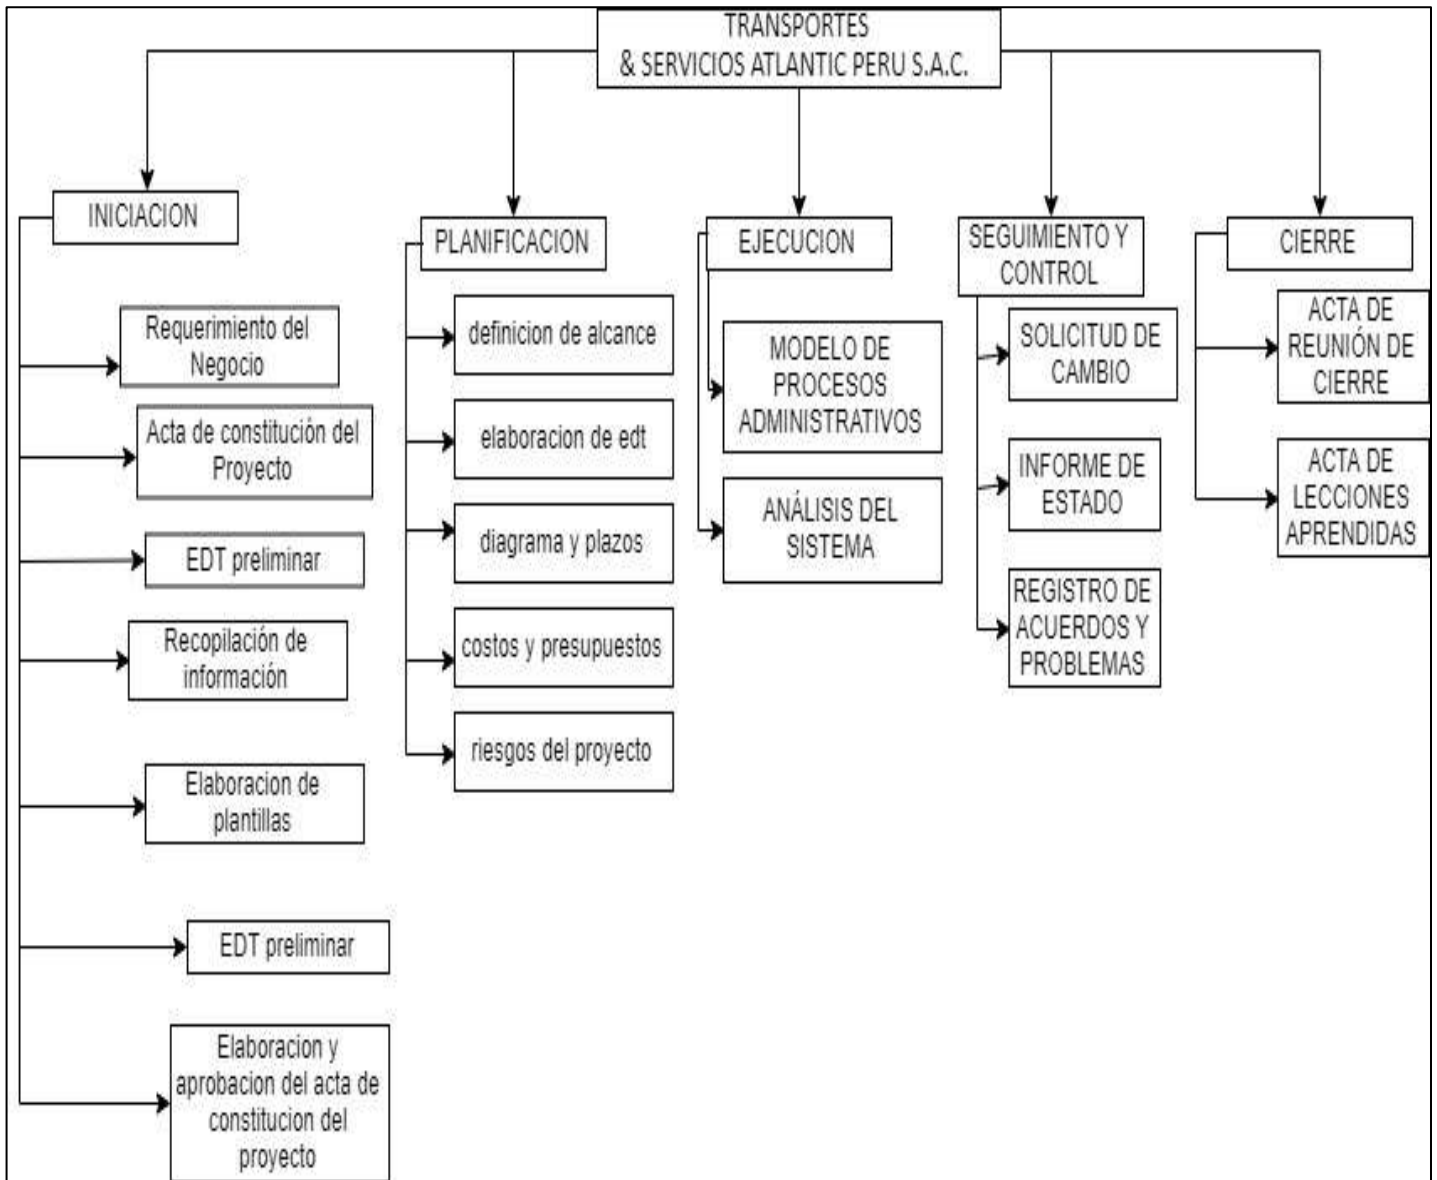 TRANSPORTES
& SERVICIOS ATLANTIC PERU S.A.C.
INICIACION
Requerimiento del
Negocio
Acta de constitución del
Proyecto
EDT preliminar
Recopilación de
información
Elaboracion de
plantillas
EDT preliminar
Elaboracion y
aprobacion del acta de
constitucion del
proyecto
PLANIFICACION
definicion de alcance
elaboracion de edt
diagrama y plazos
costos y presupuestos
riesgos del proyecto
EJECUCION
MODELO DE
PROCESOS
ADMINISTRATIVOS
ANÁLISIS DEL
SISTEMA
SEGUIMIENTO Y
CONTROL
SOLICITUD DE
CAMBIO
INFORME DE
ESTADO
REGISTRO DE
ACUERDOS Y
PROBLEMAS
CIERRE
ACTA DE
REUNIÓN DE
CIERRE
ACTA DE
LECCIONES
APRENDIDAS